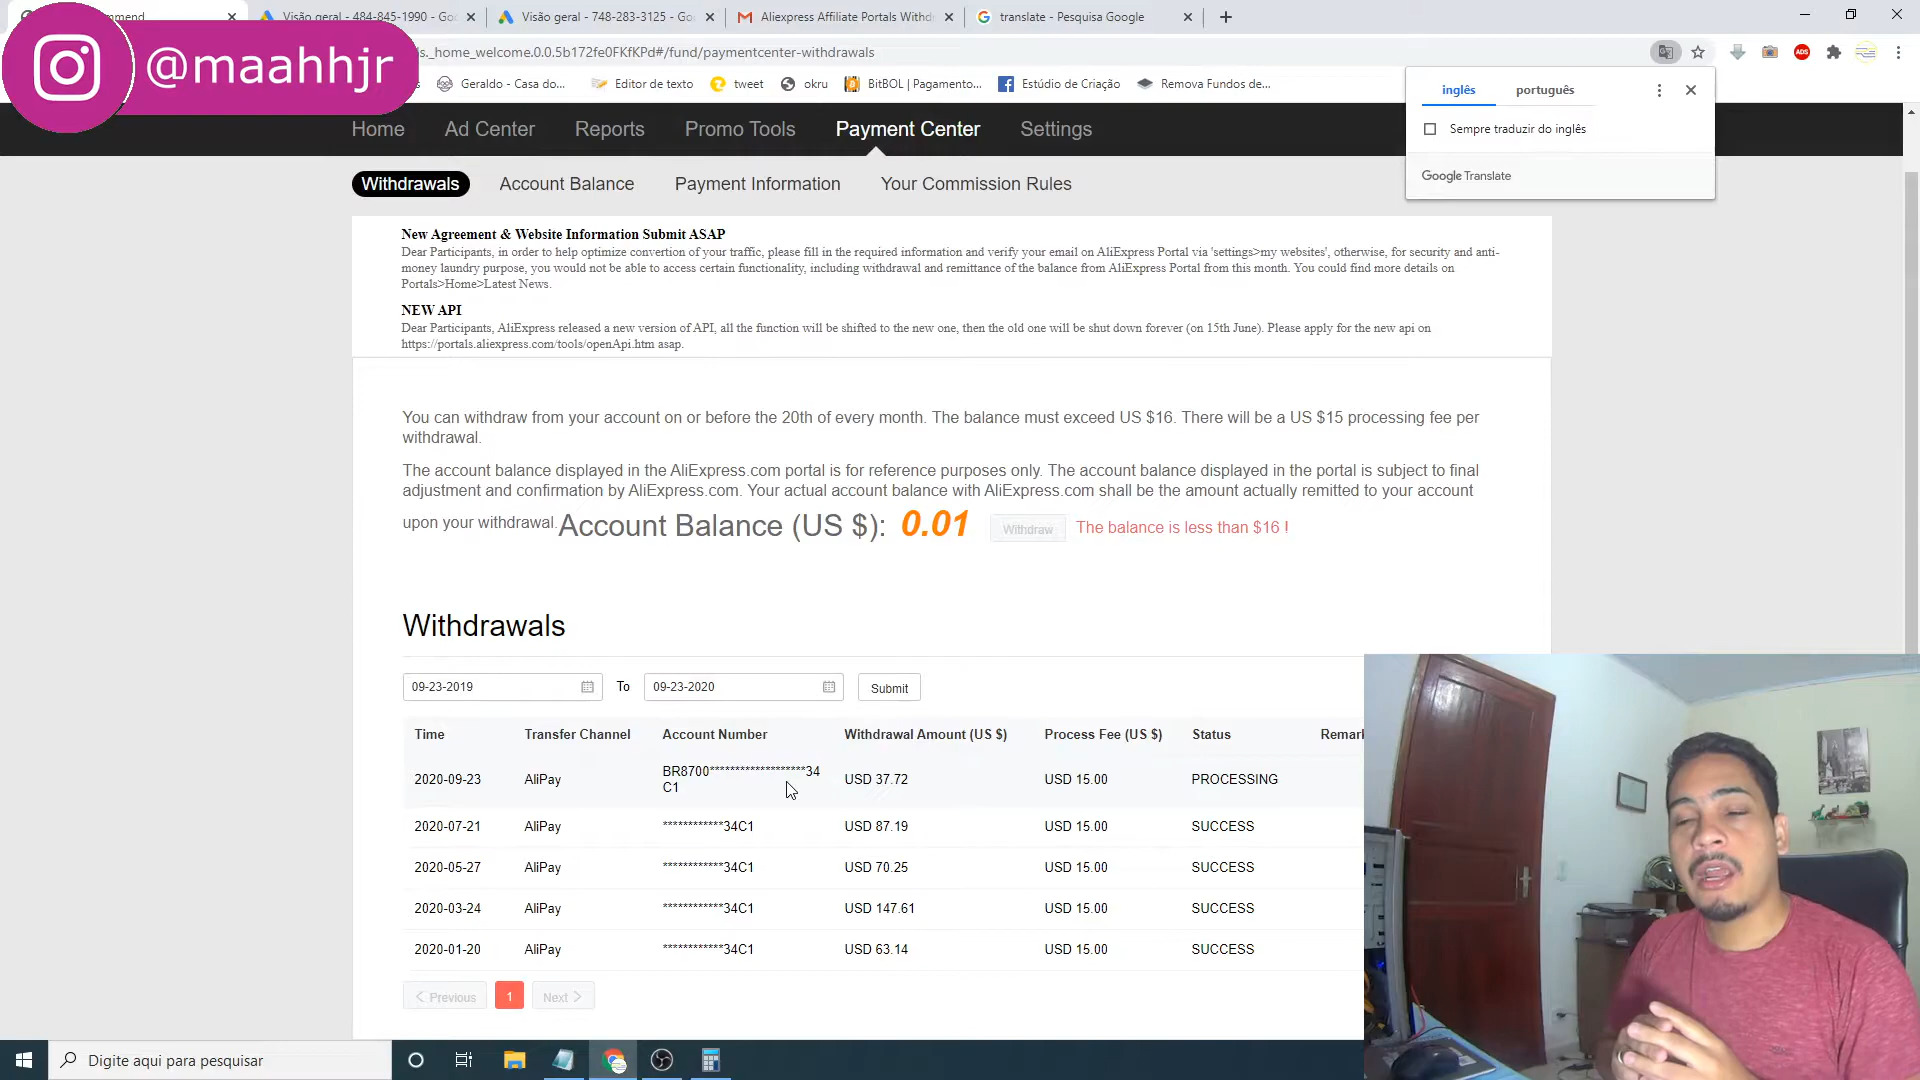 Visão geral - 484-845-1990 - Goo
Visão geral - 748-283-3125 - Goo
Aliexpress Affiliate Portals Withd
translate - Pesquisa Google
@maahhjr
s._home_welcome.0.0.5b172fe0FKfKPd#/fund/paymentcenter-withdrawals
Geraldo - Casa do...
Editor de texto
tweet
okru
BitBOL | Pagamento...
Estúdio de Criação
Remova Fundos de...
inglês
português
Sempre traduzir do inglês
Google Translate
Home
Ad Center
Reports
Promo Tools
Payment Center
Settings
Withdrawals
Account Balance
Payment Information
Your Commission Rules
New Agreement & Website Information Submit ASAP
Dear Participants, in order to help optimize convertion of your traffic, please fill in the required information and verify your email on AliExpress Portal via 'settings>my websites', otherwise, for security and anti-
money laundry purpose, you would not be able to access certain functionality, including withdrawal and remittance of the balance from AliExpress Portal from this month. You could find more details on
Portals>Home>Latest News.
NEW API
Dear Participants, AliExpress released a new version of API, all the function will be shifted to the new one, then the old one will be shut down forever (on 15th June). Please apply for the new api on
https://portals.aliexpress.com/tools/openApi.htm asap.
You can withdraw from your account on or before the 20th of every month. The balance must exceed US $16. There will be a US $15 processing fee per
withdrawal.
The account balance displayed in the AliExpress.com portal is for reference purposes only. The account balance displayed in the portal is subject to final
adjustment and confirmation by AliExpress.com. Your actual account balance with AliExpress.com shall be the amount actually remitted to your account
upon your withdrawal. Account Balance (US $): 0.01 Withdraw The balance is less than $16 !
Withdrawals
09-23-2019 To 09-23-2020 Submit
Time Transfer Channel Account Number Withdrawal Amount (US $) Process Fee (US $) Status Remark
2020-09-23 AliPay BR8700*******************34 USD 37.72 USD 15.00 PROCESSING
C1
2020-07-21 AliPay ************34C1 USD 87.19 USD 15.00 SUCCESS
2020-05-27 AliPay ************34C1 USD 70.25 USD 15.00 SUCCESS
2020-03-24 AliPay ************34C1 USD 147.61 USD 15.00 SUCCESS
2020-01-20 AliPay ************34C1 USD 63.14 USD 15.00 SUCCESS
Previous 1 Next
Digite aqui para pesquisar